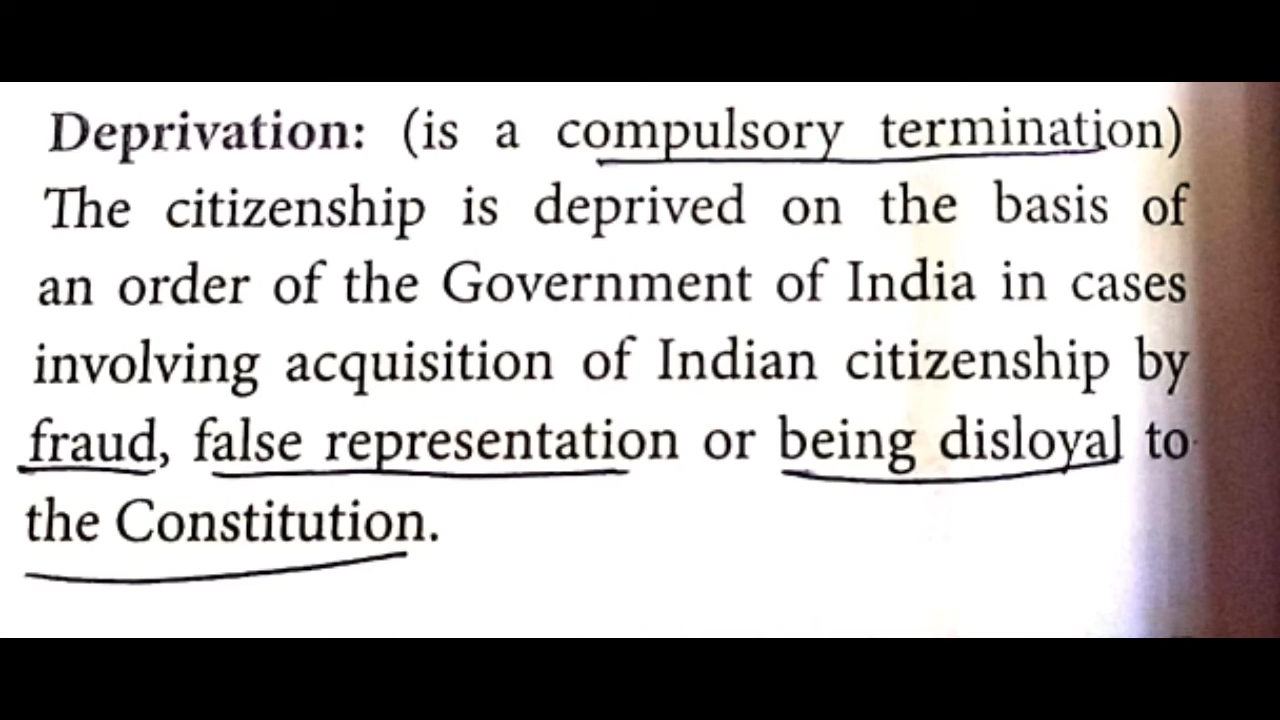 Deprivation: (is a compulsory termination)
The citizenship is deprived on the basis of
an order of the Government of India in cases
involving acquisition of Indian citizenship by
fraud, false representation or being disloyal to
the Constitution.